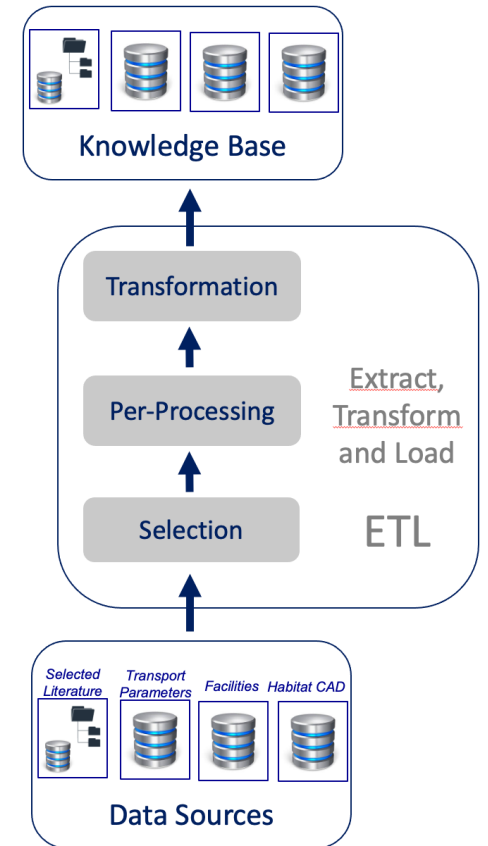 Knowledge Base
Transformation
Per-Processing
Selection
Extract,
Transform
and Load
ETL
Selected
Literature
Transport
Parameters
Facilities
Habitat CAD
Data Sources